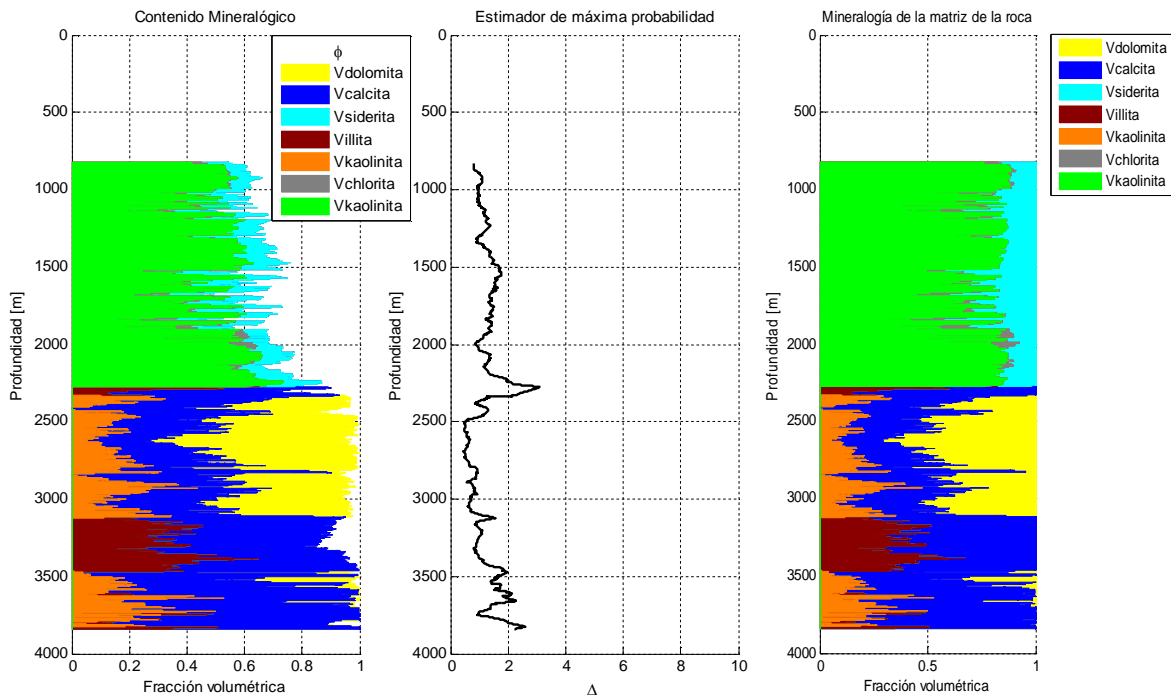 Contenido Mineralógico
Profundidad [m]
0
500
1000
1500
2000
2500
3000
3500
4000
0
0.2
0.4
0.6
0.8
1
Fracción volumétrica
ϕ
Vdolomita
Vcalcita
Vsiderita
Villita
Vkaolinita
Vchlorita
Vkaolinita
Estimador de máxima probabilidad
Profundidad [m]
0
500
1000
1500
2000
2500
3000
3500
4000
0
2
4
6
8
10
Δ
Mineralogía de la matriz de la roca
Profundidad [m]
0
500
1000
1500
2000
2500
3000
3500
4000
0
0.5
1
Fracción volumétrica
Vdolomita
Vcalcita
Vsiderita
Villita
Vkaolinita
Vchlorita
Vkaolinita